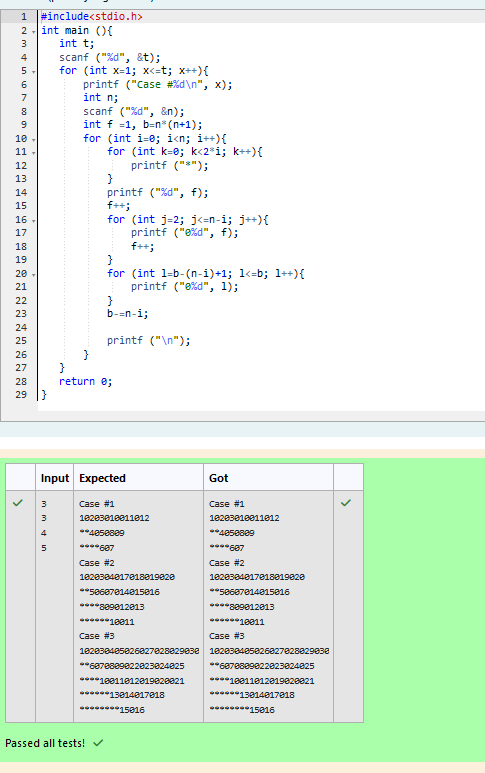 1 #include<stdio.h>
2 int main (){
3 int t;
4 scanf ("%d", &t);
5 for (int x=1; x<=t; x++){
6 printf ("Case #%d\n", x);
7 int n;
8 scanf ("%d", &n);
9 int f =1, b=n*(n+1);
10 for (int i=0; i<n; i++){
11 for (int k=0; k<2*i; k++){
12 printf ("*");
13 }
14 printf ("%d", f);
15 f++;
16 for (int j=2; j<=n-i; j++){
17 printf ("0%d", f);
18 f++;
19 }
20 for (int l=b-(n-i)+1; l<=b; l++){
21 printf ("0%d", l);
22 }
23 b-=n-i;
24
25 printf ("\n");
26 }
27 }
28 return 0;
29 }
Input Expected Got
3 Case #1 Case #1
3 10203010011012 10203010011012
4 **4050809 **4050809
5 ****607 ****607
Case #2 Case #2
1020304017018019020 1020304017018019020
**50607014015016 **50607014015016
****809012013 ****809012013
******10011 ******10011
Case #3 Case #3
102030405026027028029030 102030405026027028029030
**6070809022023024025 **6070809022023024025
****10011012019020021 ****10011012019020021
******13014017018 ******13014017018
********15016 ********15016
Passed all tests!